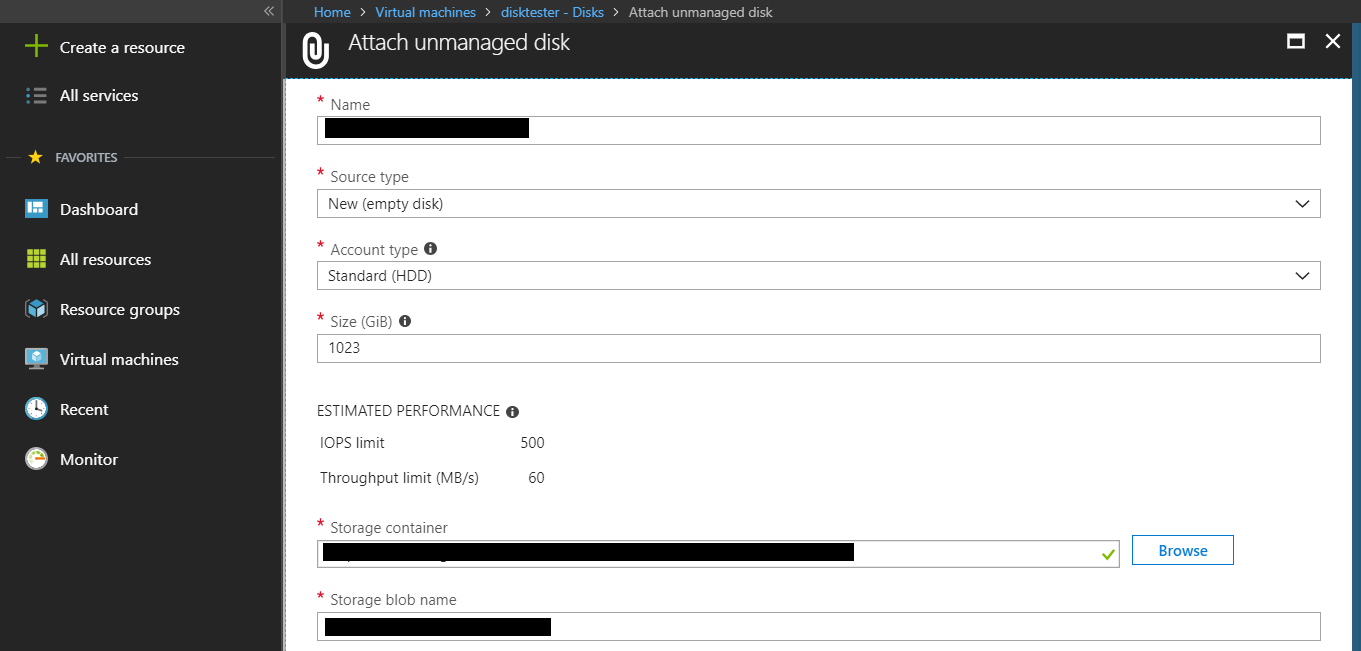 Home > Virtual machines > disktester - Disks > Attach unmanaged disk
Create a resource
All services
FAVORITES
Dashboard
All resources
Resource groups
Virtual machines
Recent
Monitor
Attach unmanaged disk
* Name
* Source type
New (empty disk)
* Account type
Standard (HDD)
* Size (GiB)
1023
ESTIMATED PERFORMANCE
IOPS limit 500
Throughput limit (MB/s) 60
* Storage container
Browse
* Storage blob name